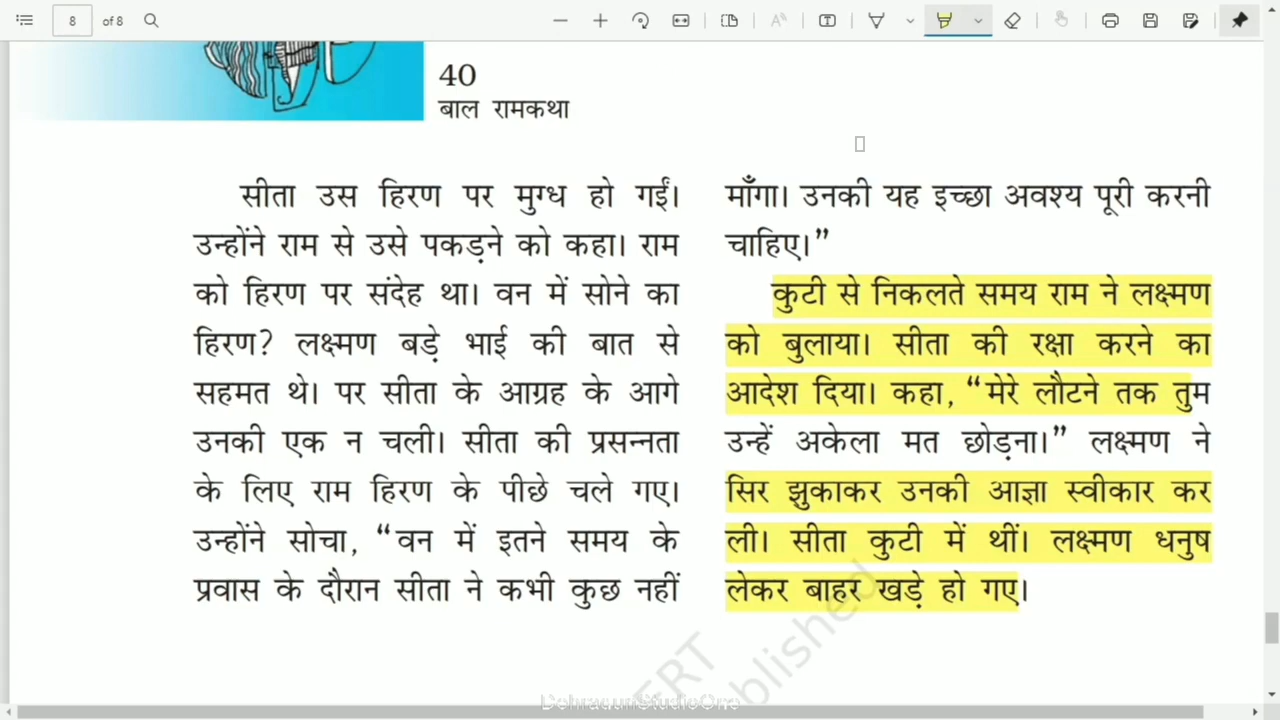 8 of 8
40
बाल रामकथा
सीता उस हिरण पर मुग्ध हो गईं।
उन्होंने राम से उसे पकड़ने को कहा। राम
को हिरण पर संदेह था। वन में सोने का
हिरण? लक्ष्मण बड़े भाई की बात से
सहमत थे। पर सीता के आग्रह के आगे
उनकी एक न चली। सीता की प्रसन्नता
के लिए राम हिरण के पीछे चले गए।
उन्होंने सोचा, “वन में इतने समय के
प्रवास के दौरान सीता ने कभी कुछ नहीं
माँगा। उनकी यह इच्छा अवश्य पूरी करनी
चाहिए।”
कुटी से निकलते समय राम ने लक्ष्मण
को बुलाया। सीता की रक्षा करने का
आदेश दिया। कहा, “मेरे लौटने तक तुम
उन्हें अकेला मत छोड़ना।” लक्ष्मण ने
सिर झुकाकर उनकी आज्ञा स्वीकार कर
ली। सीता कुटी में थीं। लक्ष्मण धनुष
लेकर बाहर खड़े हो गए।
DehradunStudioOne